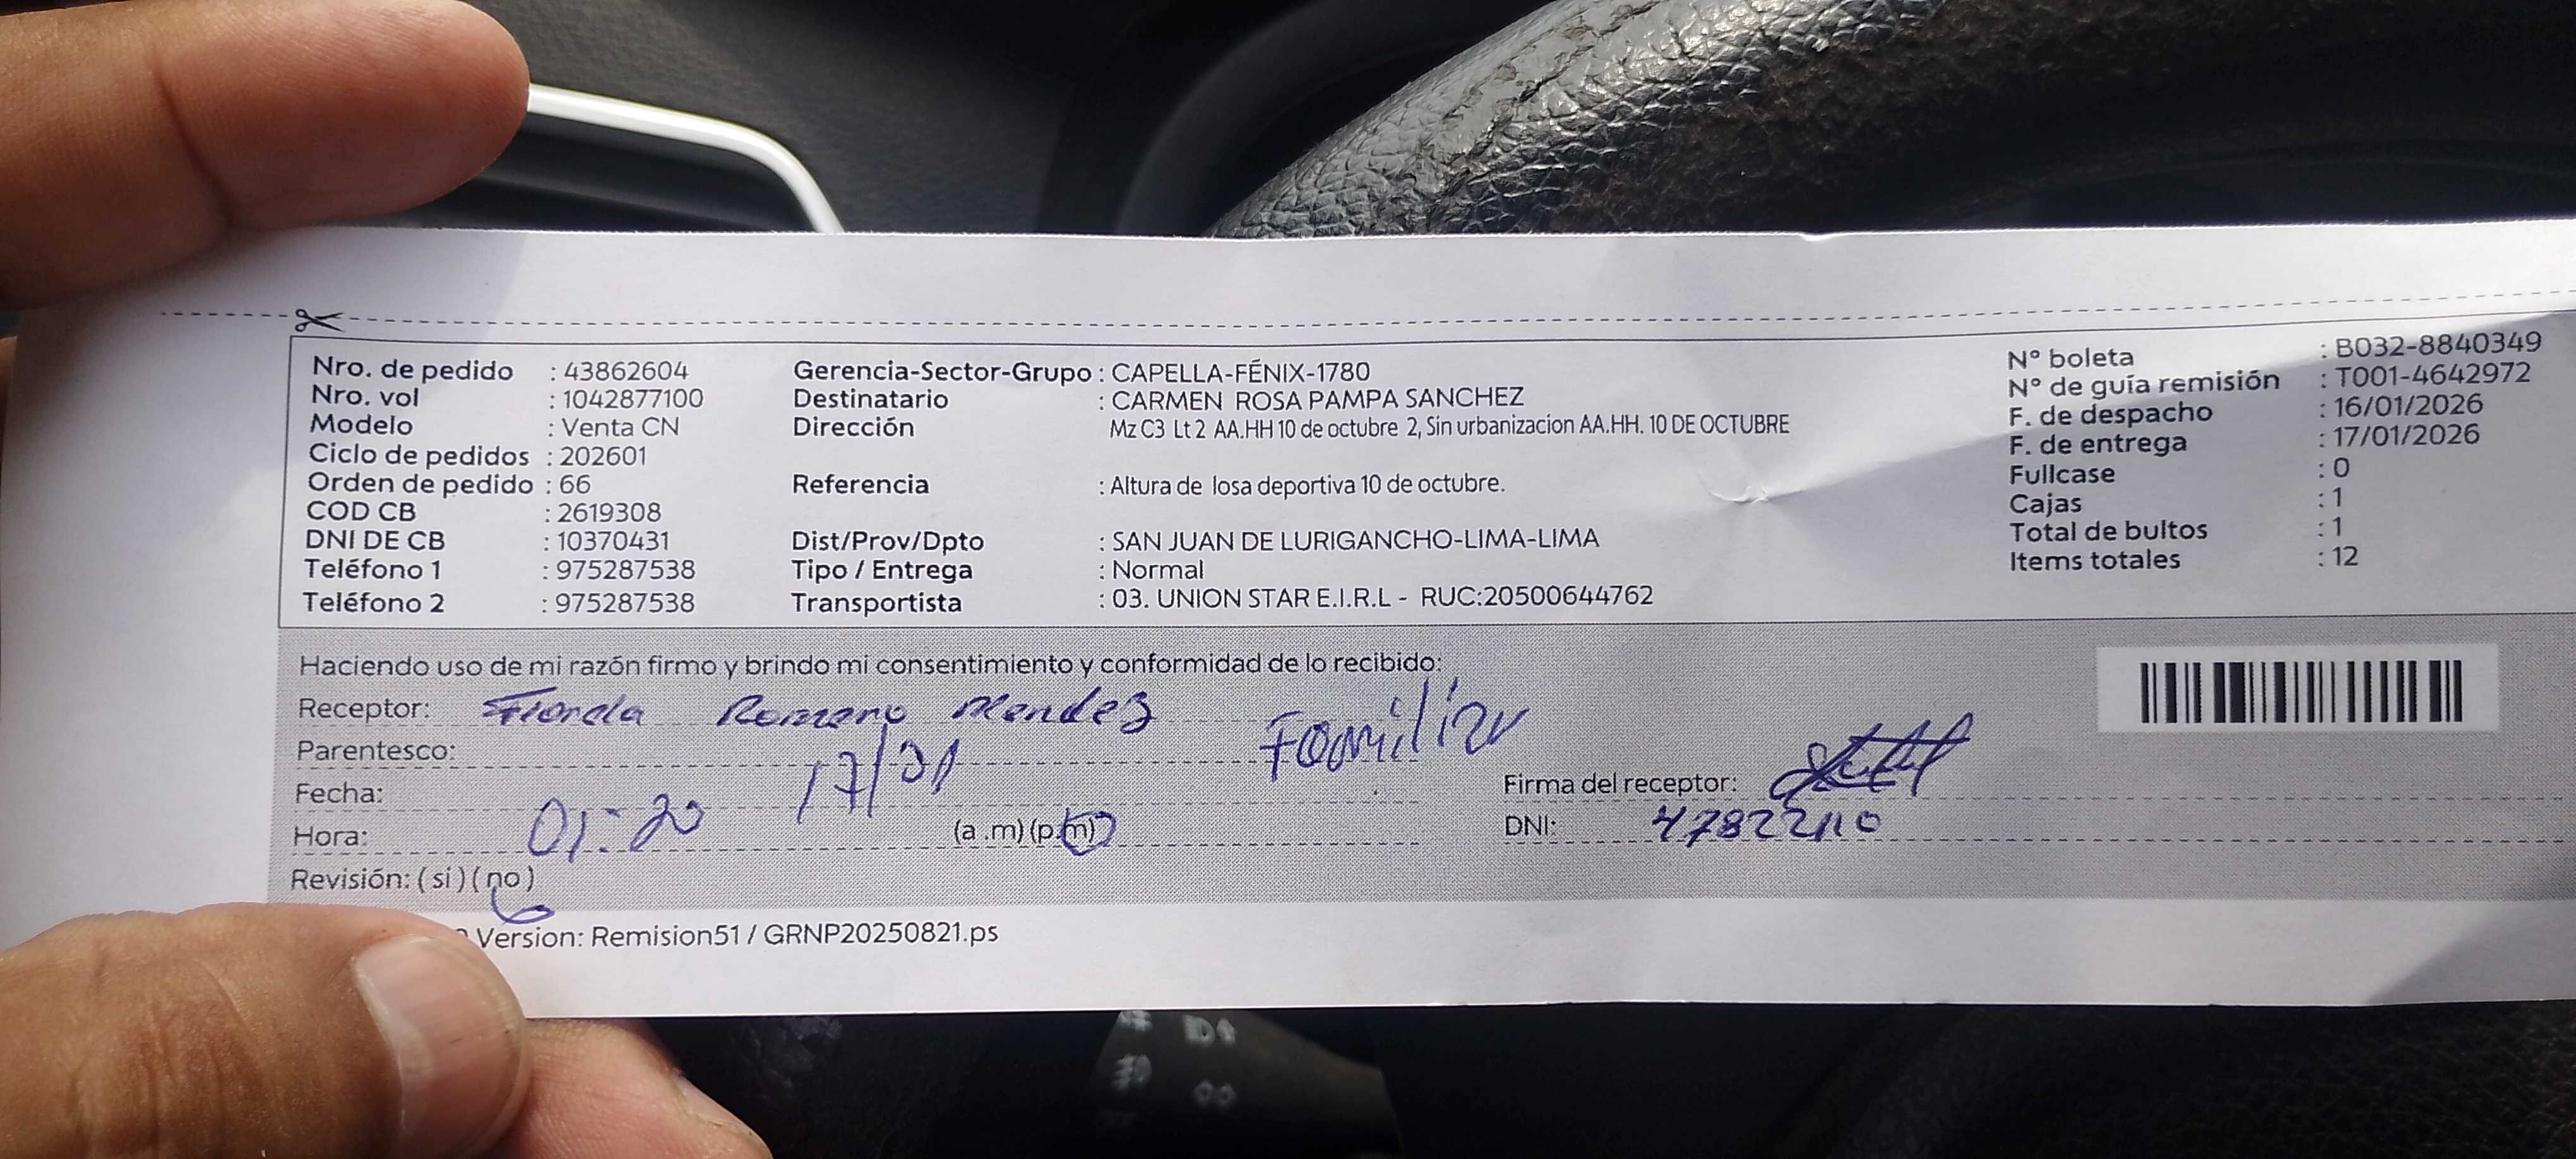 Nro. de pedido : 43862604
Nro. vol : 1042877100
Modelo : Venta CN
Ciclo de pedidos : 202601
Orden de pedido : 66
COD CB : 2619308
DNI DE CB : 10370431
Teléfono 1 : 975287538
Teléfono 2 : 975287538
Gerencia-Sector-Grupo : CAPELLA-FÉNIX-1780
Destinatario : CARMEN ROSA PAMPA SANCHEZ
Dirección Mz C3 Lt 2 AA.HH 10 de octubre 2, Sin urbanizacion AA.HH. 10 DE OCTUBRE
Referencia : Altura de losa deportiva 10 de octubre.
Dist/Prov/Dpto : SAN JUAN DE LURIGANCHO-LIMA-LIMA
Tipo / Entrega : Normal
Transportista : 03. UNION STAR E.I.R.L - RUC:20500644762
N° boleta : B032-8840349
N° de guía remisión : T001-4642972
F. de despacho : 16/01/2026
F. de entrega : 17/01/2026
Fullcase : 0
Cajas : 1
Total de bultos : 1
Items totales : 12
Haciendo uso de mi razón firmo y brindo mi consentimiento y conformidad de lo recibido:
Receptor: Romero Mendez
Parentesco: Familiar
Fecha: 17/01
Hora: 01:20 (a .m) (p.m)
Revisión: ( si ) ( no )
Firma del receptor:
DNI:
Version: Remision51 / GRNP20250821.ps